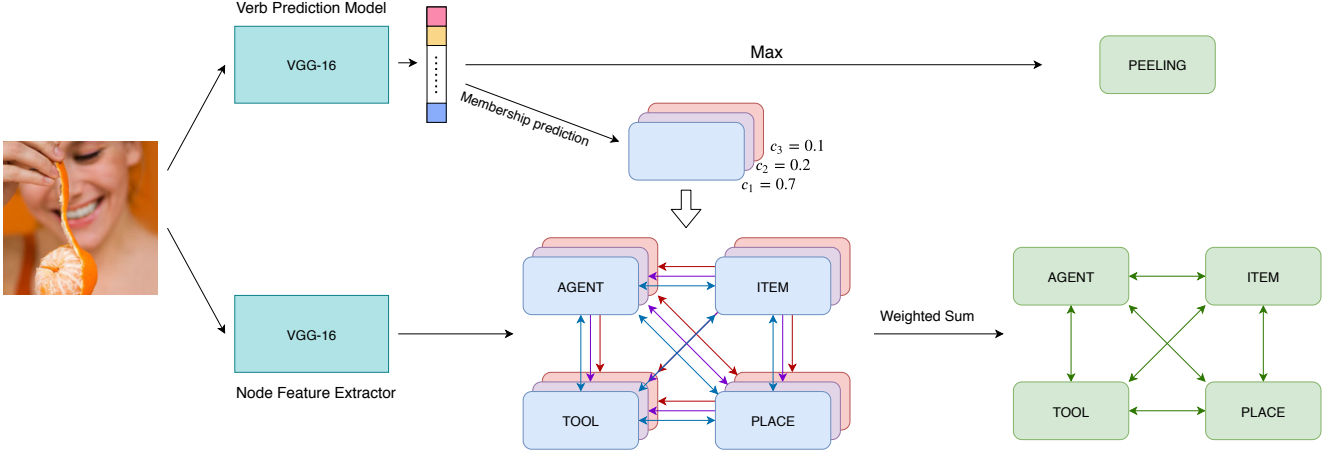 Verb Prediction Model
VGG-16
Max
PEELING
Membership prediction
c₃ = 0.1
c₂ = 0.2
c₁ = 0.7
VGG-16
Node Feature Extractor
AGENT
ITEM
TOOL
PLACE
Weighted Sum
AGENT
ITEM
TOOL
PLACE